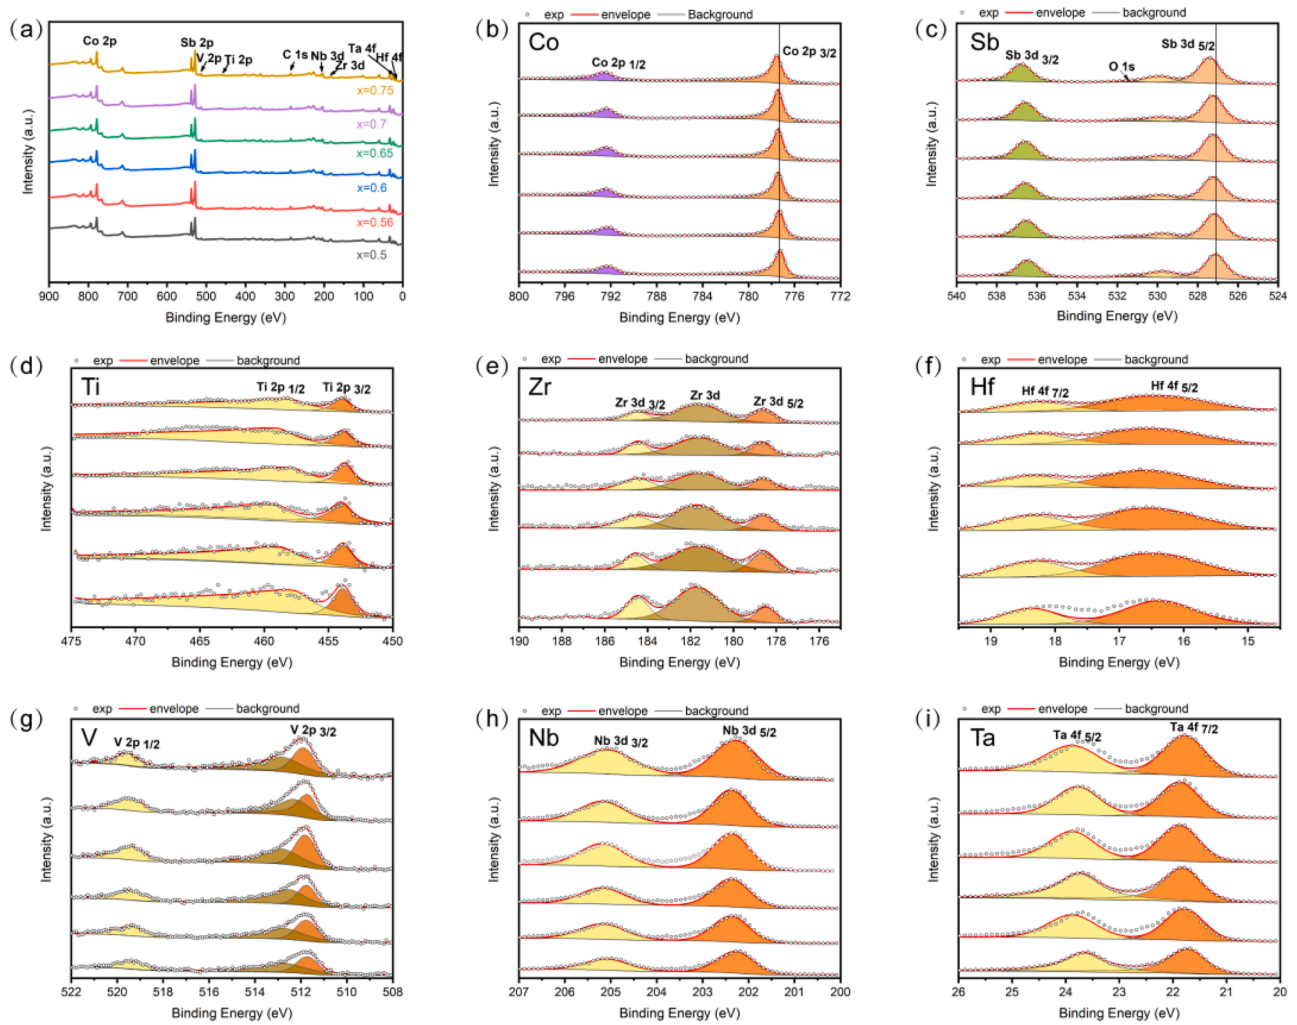 (a)
Co 2p
Sb 2p
V 2p
Ti 2p
C 1s
Nb 3d
Zr 3d
Ta 4f
Hf 4f
x=0.75
x=0.7
x=0.65
x=0.6
x=0.56
x=0.5
Intensity (a.u.)
900 800 700 600 500 400 300 200 100 0
Binding Energy (eV)
(b)
exp envelope Background
Co
Co 2p 1/2
Co 2p 3/2
Intensity (a.u.)
800 796 792 788 784 780 776 772
Binding Energy (eV)
(c)
exp envelope background
Sb
Sb 3d 3/2
O 1s
Sb 3d 5/2
Intensity (a.u.)
540 538 536 534 532 530 528 526 524
Binding Energy (eV)
(d)
exp envelope background
Ti
Ti 2p 1/2
Ti 2p 3/2
Intensity (a.u.)
475 470 465 460 455 450
Binding Energy (eV)
(e)
exp envelope background
Zr
Zr 3d 3/2
Zr 3d
Zr 3d 5/2
Intensity (a.u.)
190 188 186 184 182 180 178 176
Binding Energy (eV)
(f)
exp envelope background
Hf
Hf 4f 7/2
Hf 4f 5/2
Intensity (a.u.)
19 18 17 16 15
Binding Energy (eV)
(g)
exp envelope background
V
V 2p 1/2
V 2p 3/2
Intensity (a.u.)
522 520 518 516 514 512 510 508
Binding Energy (eV)
(h)
exp envelope background
Nb
Nb 3d 3/2
Nb 3d 5/2
Intensity (a.u.)
207 206 205 204 203 202 201 200
Binding Energy (eV)
(i)
exp envelope background
Ta
Ta 4f 5/2
Ta 4f 7/2
Intensity (a.u.)
26 25 24 23 22 21 20
Binding Energy (eV)